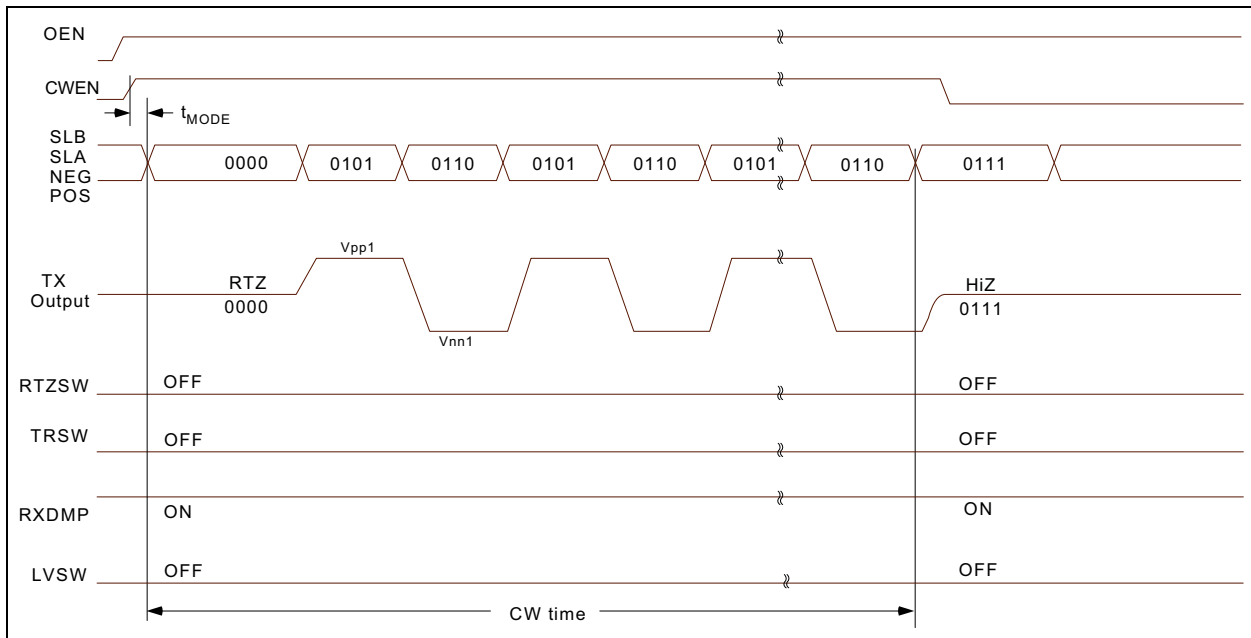 OEN
CWEN
tMODE
SLB
SLA
NEG
POS
0000 0101 0110 0101 0110 0101 0110 0111
TX
Output
Vpp1
RTZ
0000
Vnn1
HiZ
0111
RTZSW OFF OFF
TRSW OFF OFF
RXDMP ON ON
LVSW OFF OFF
CW time